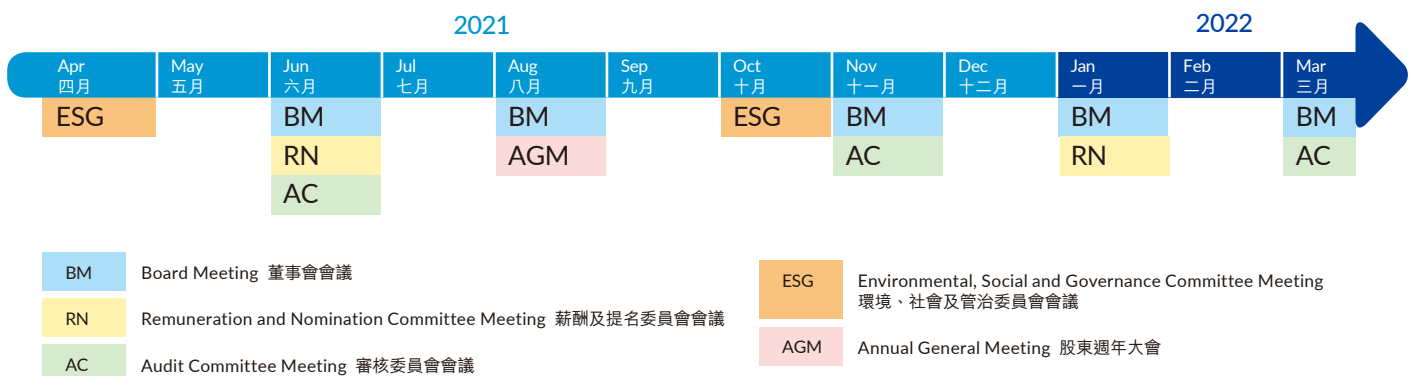 2021
2022
Apr May Jun Jul Aug Sep Oct Nov Dec Jan Feb Mar
四月 五月 六月 七月 八月 九月 十月 十一月 十二月 一月 二月 三月
ESG BM BM ESG BM BM BM
RN AGM AC RN AC
AC
BM Board Meeting 董事會會議
RN Remuneration and Nomination Committee Meeting 薪酬及提名委員會會議
AC Audit Committee Meeting 審核委員會會議
ESG Environmental, Social and Governance Committee Meeting
環境、社會及管治委員會會議
AGM Annual General Meeting 股東週年大會